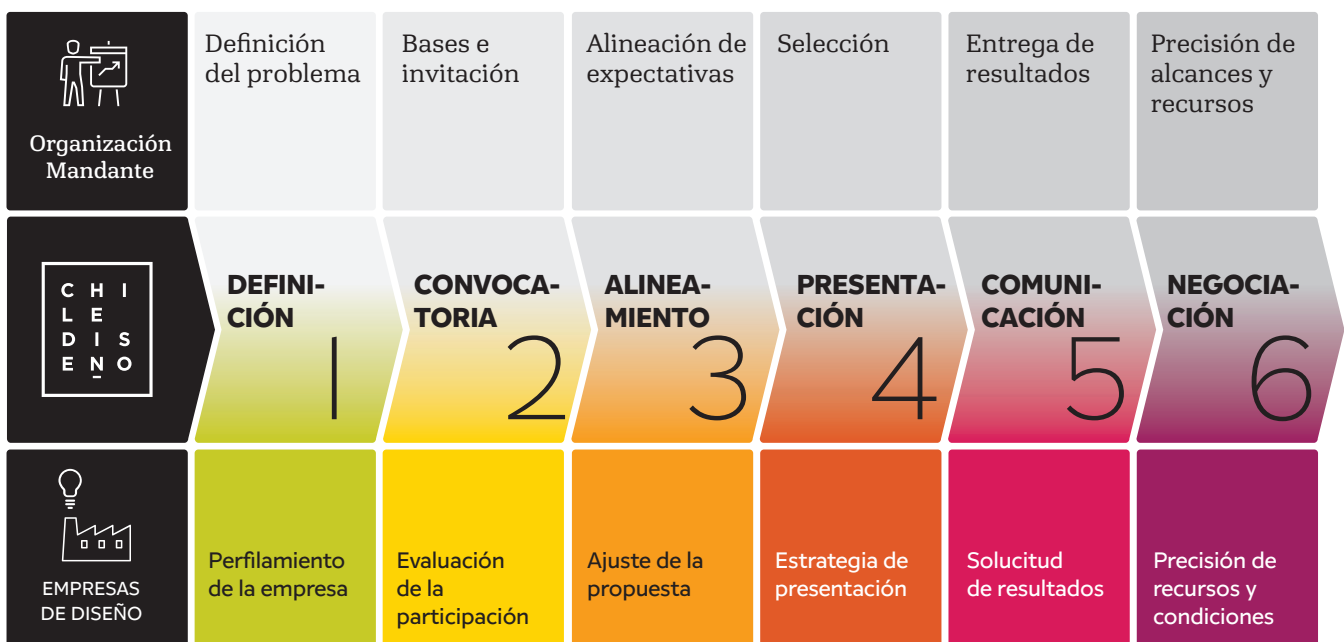 Organización
Mandante
Definición
del problema
Bases e
invitación
Alineación de
expectativas
Selección
Entrega de
resultados
Precisión de
alcances y
recursos
C H I
L E
D I S
E Ñ O
DEFINI-
CIÓN
1
CONVOCA-
TORIA
2
ALINEA-
MIENTO
3
PRESENTA-
CIÓN
4
COMUNI-
CACIÓN
5
NEGOCIA-
CIÓN
6
EMPRESAS
DE DISEÑO
Perfilamiento
de la empresa
Evaluación
de la
participación
Ajuste de la
propuesta
Estrategia de
presentación
Solucitud
de resultados
Precisión de
recursos y
condiciones